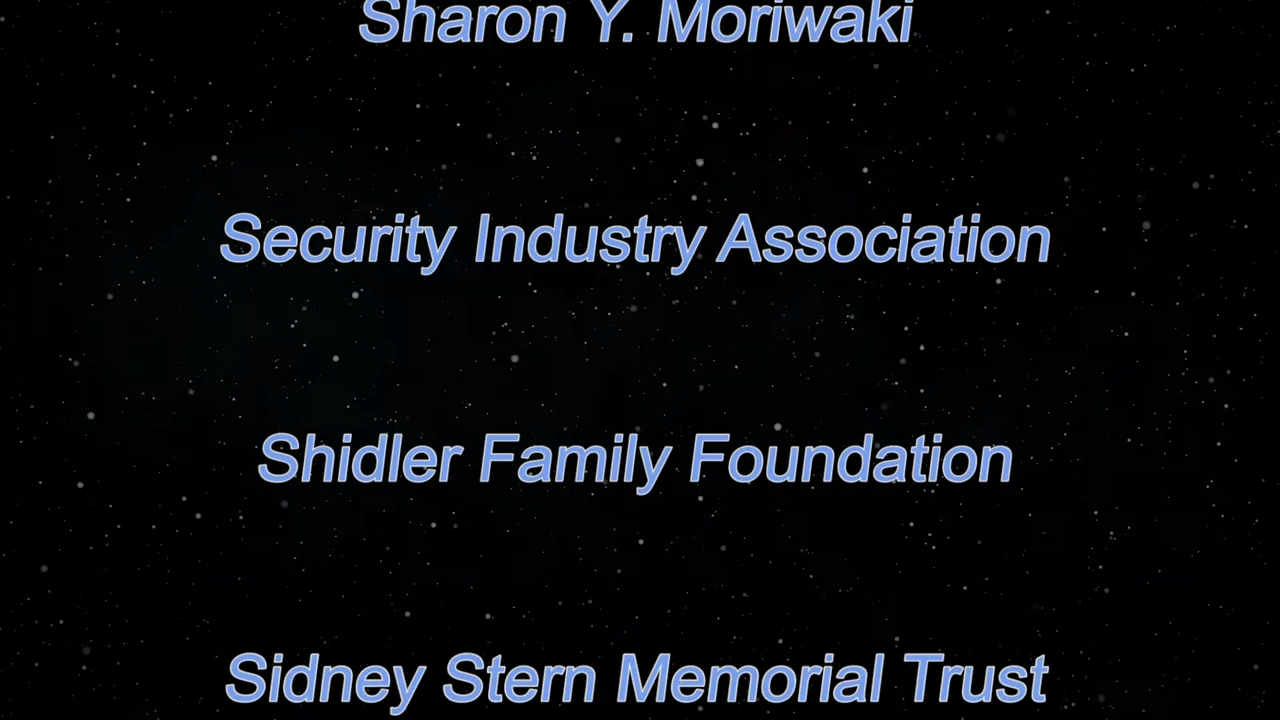 Sharon Y. Moriwaki
Security Industry Association
Shidler Family Foundation
Sidney Stern Memorial Trust